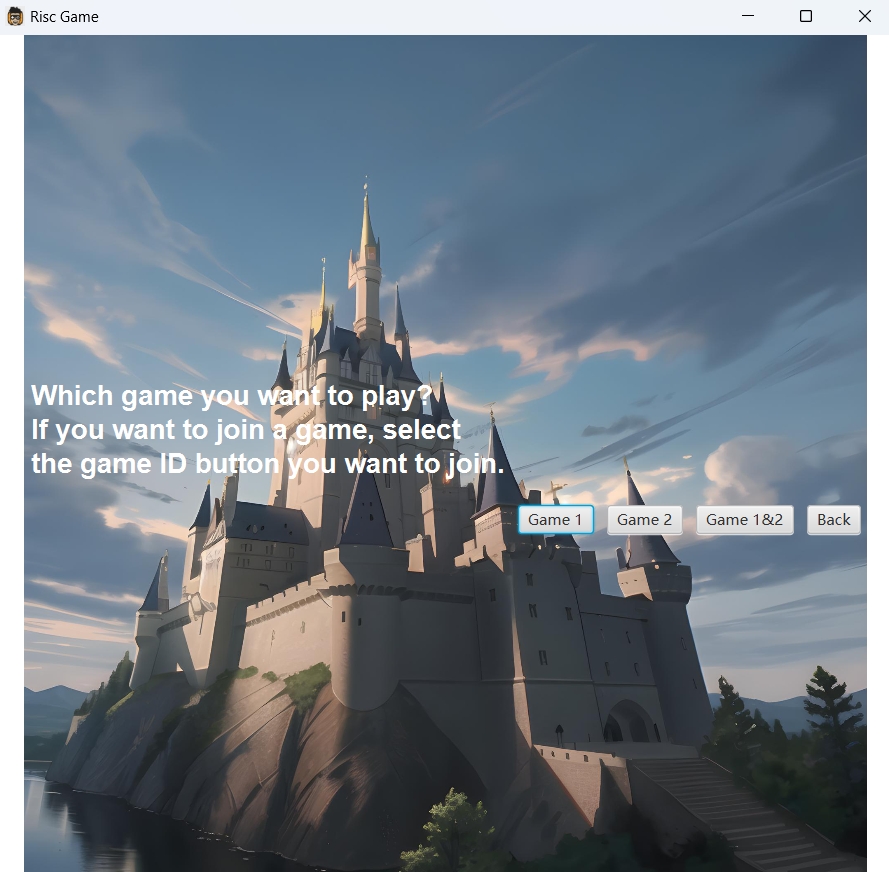 Risc Game
Which game you want to play?
If you want to join a game, select
the game ID button you want to join.
Game 1 Game 2 Game 1&2 Back